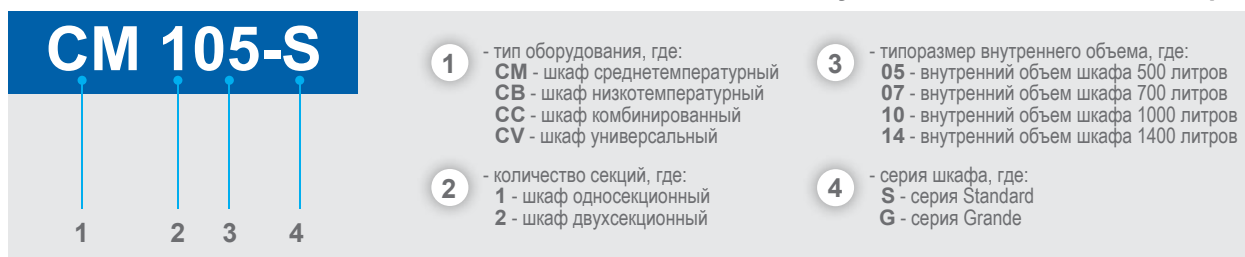 CM 105-S
1 2 3 4
1
- тип оборудования, где:
CM - шкаф среднетемпературный
CB - шкаф низкотемпературный
CC - шкаф комбинированный
CV - шкаф универсальный
2
- количество секций, где:
1 - шкаф односекционный
2 - шкаф двухсекционный
3
- типоразмер внутреннего объема, где:
05 - внутренний объем шкафа 500 литров
07 - внутренний объем шкафа 700 литров
10 - внутренний объем шкафа 1000 литров
14 - внутренний объем шкафа 1400 литров
4
- серия шкафа, где:
S - серия Standard
G - серия Grande